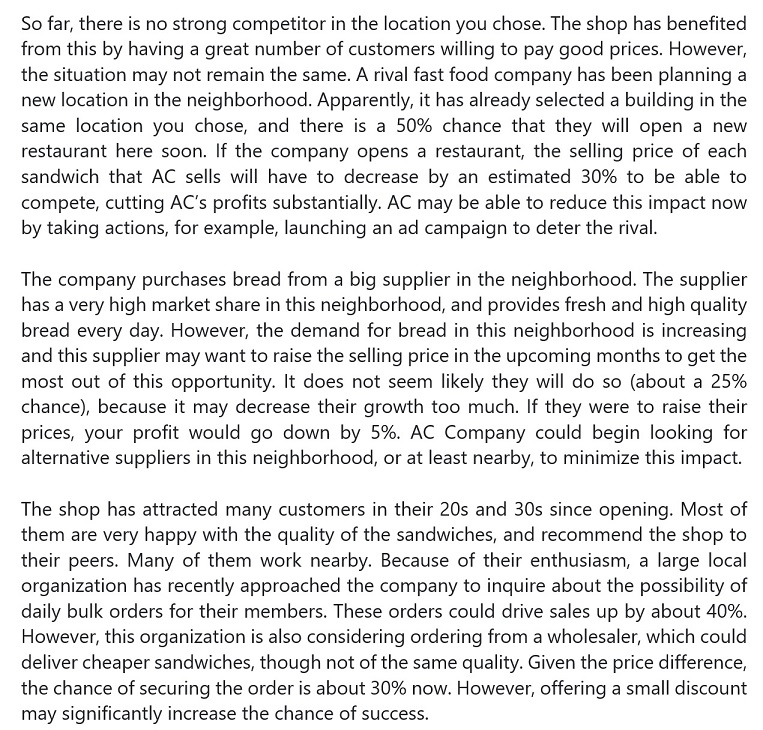 So far, there is no strong competitor in the location you chose. The shop has benefited
from this by having a great number of customers willing to pay good prices. However,
the situation may not remain the same. A rival fast food company has been planning a
new location in the neighborhood. Apparently, it has already selected a building in the
same location you chose, and there is a 50% chance that they will open a new
restaurant here soon. If the company opens a restaurant, the selling price of each
sandwich that AC sells will have to decrease by an estimated 30% to be able to
compete, cutting AC’s profits substantially. AC may be able to reduce this impact now
by taking actions, for example, launching an ad campaign to deter the rival.
The company purchases bread from a big supplier in the neighborhood. The supplier
has a very high market share in this neighborhood, and provides fresh and high quality
bread every day. However, the demand for bread in this neighborhood is increasing
and this supplier may want to raise the selling price in the upcoming months to get the
most out of this opportunity. It does not seem likely they will do so (about a 25%
chance), because it may decrease their growth too much. If they were to raise their
prices, your profit would go down by 5%. AC Company could begin looking for
alternative suppliers in this neighborhood, or at least nearby, to minimize this impact.
The shop has attracted many customers in their 20s and 30s since opening. Most of
them are very happy with the quality of the sandwiches, and recommend the shop to
their peers. Many of them work nearby. Because of their enthusiasm, a large local
organization has recently approached the company to inquire about the possibility of
daily bulk orders for their members. These orders could drive sales up by about 40%.
However, this organization is also considering ordering from a wholesaler, which could
deliver cheaper sandwiches, though not of the same quality. Given the price difference,
the chance of securing the order is about 30% now. However, offering a small discount
may significantly increase the chance of success.